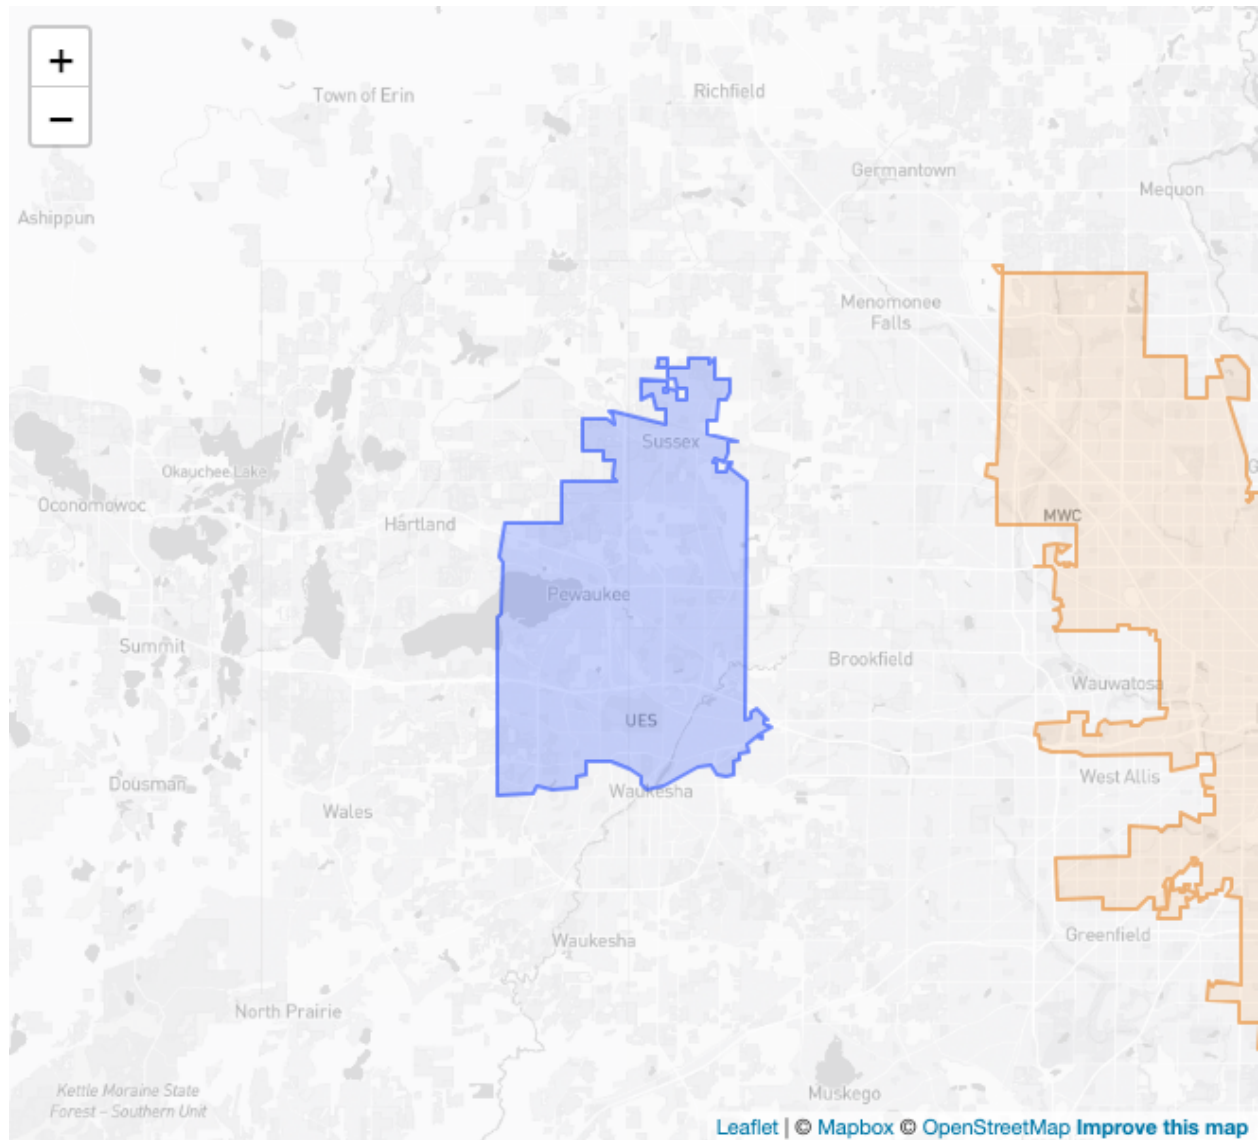 +
−
Town of Erin
Richfield
Germantown
Mequon
Ashippun
Menomonee
Falls
Sussex
Okauchee Lake
Oconomowoc
Hartland
MWC
Pewaukee
Summit
Brookfield
Wauwatosa
UES
West Allis
Dousman
Waukesha
Wales
Greenfield
Waukesha
North Prairie
Kettle Moraine State
Forest – Southern Unit
Muskego
Leaflet | © Mapbox © OpenStreetMap Improve this map